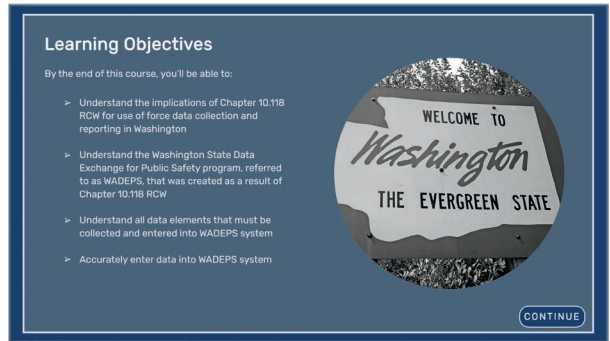 Learning Objectives
By the end of this course, you'll be able to:
➢ Understand the implications of Chapter 10.118
RCW for use of force data collection and
reporting in Washington
➢ Understand the Washington State Data
Exchange for Public Safety program, referred
to as WADEPS, that was created as a result of
Chapter 10.118 RCW
➢ Understand all data elements that must be
collected and entered into WADEPS system
➢ Accurately enter data into WADEPS system
WELCOME TO
Washington
THE EVERGREEN STATE
CONTINUE